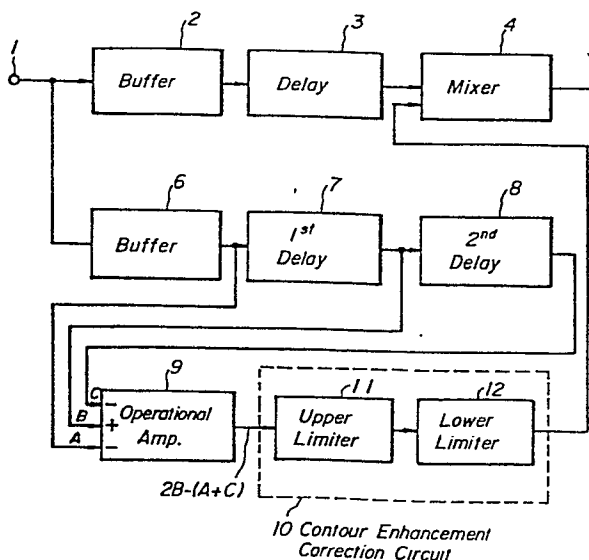 1
2
3
4
Buffer
Delay
Mixer
6
7
8
Buffer
1st
Delay
2nd
Delay
9
C
B
A
−
+
−
Operational
Amp.
11
12
Upper
Limiter
Lower
Limiter
2B-(A+C)
10 Contour Enhancement
Correction Circuit